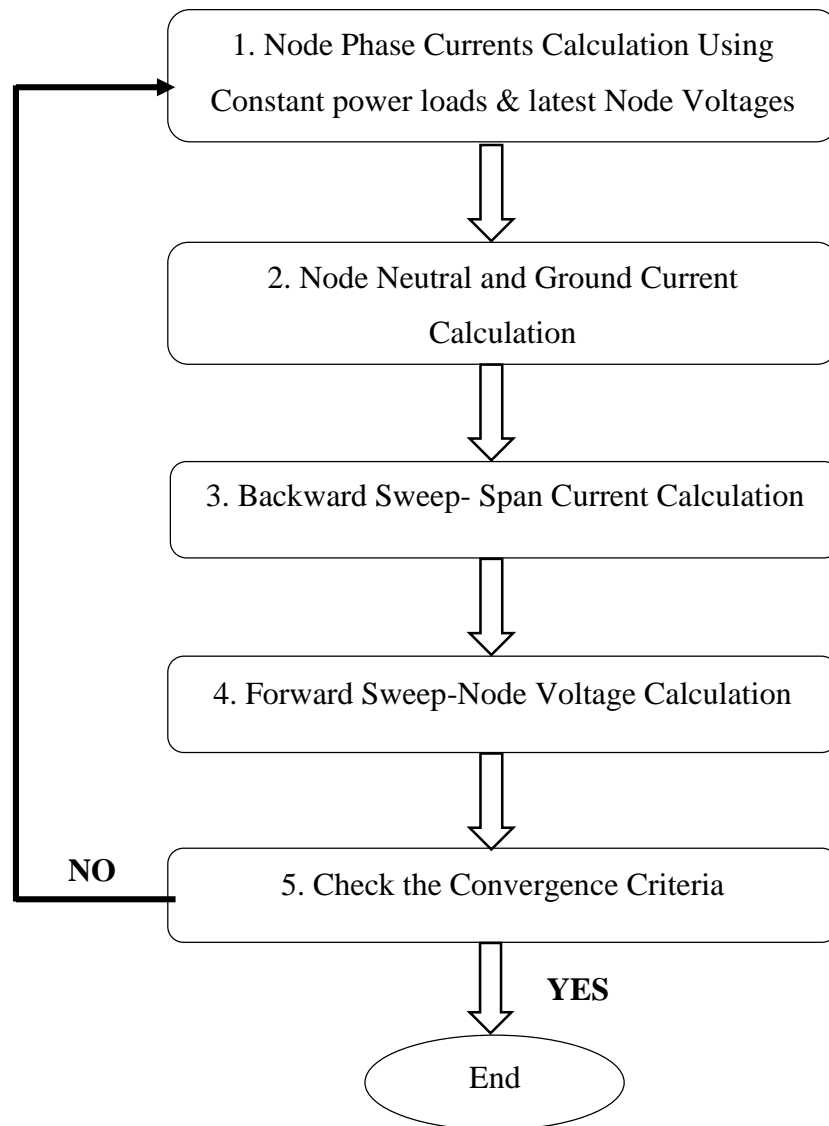 1. Node Phase Currents Calculation Using
Constant power loads & latest Node Voltages
2. Node Neutral and Ground Current
Calculation
3. Backward Sweep- Span Current Calculation
4. Forward Sweep-Node Voltage Calculation
NO
5. Check the Convergence Criteria
YES
End